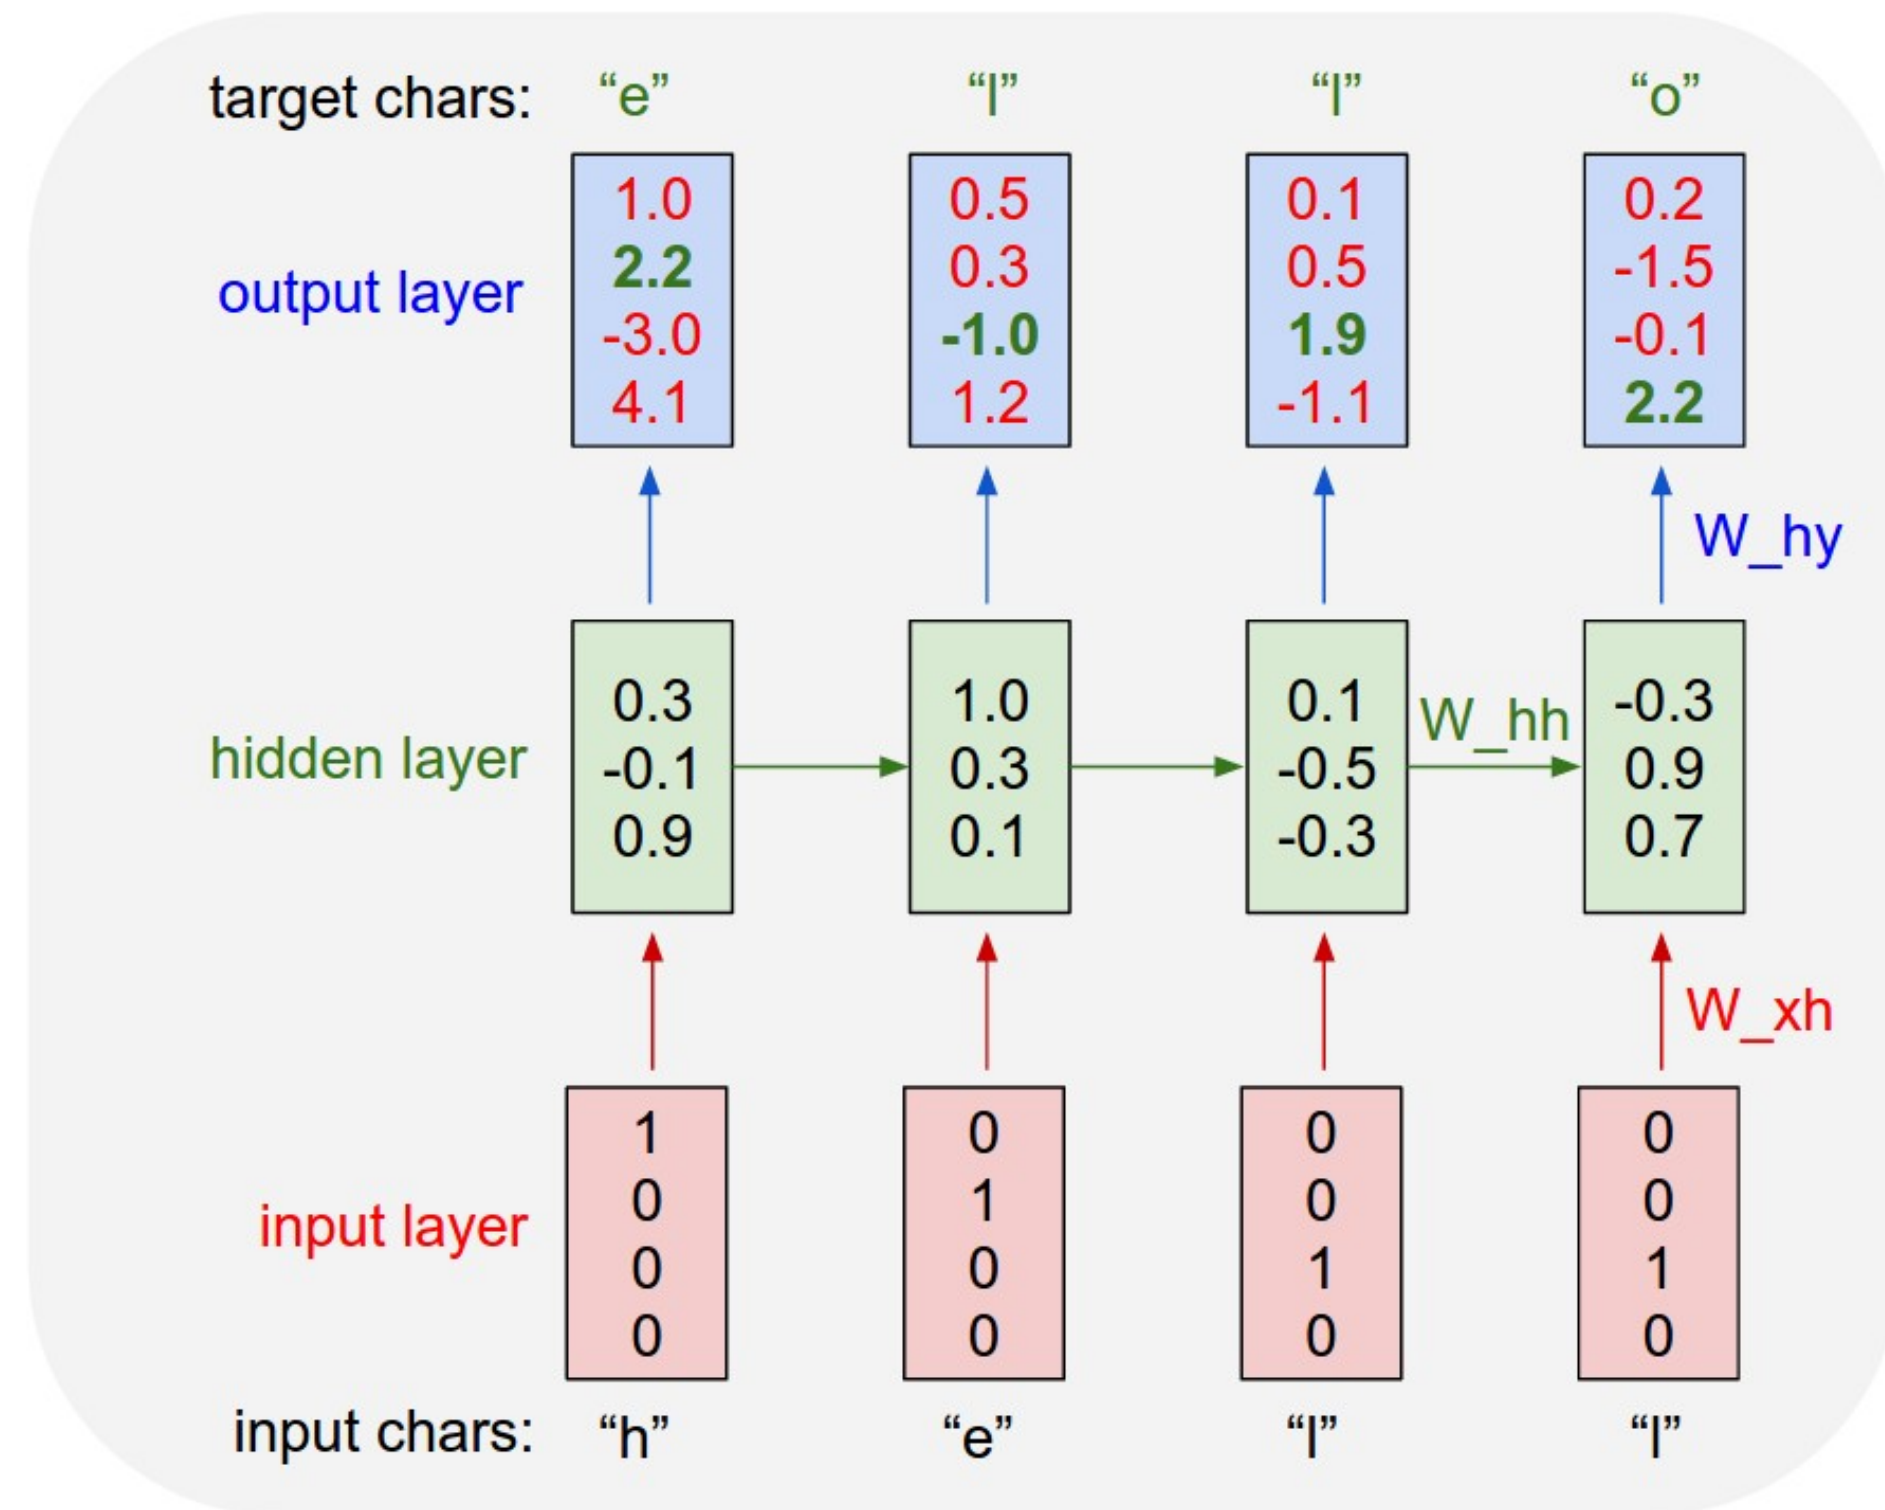 target chars: “e” “l” “l” “o”
1.0 0.5 0.1 0.2
2.2 0.3 0.5 -1.5
output layer
-3.0 -1.0 1.9 -0.1
4.1 1.2 -1.1 2.2
W_hy
0.3 1.0 0.1 W_hh -0.3
hidden layer -0.1 0.3 -0.5 0.9
0.9 0.1 -0.3 0.7
W_xh
1 0 0 0
0 1 0 0
input layer
0 0 1 1
0 0 0 0
input chars: “h” “e” “l” “l”